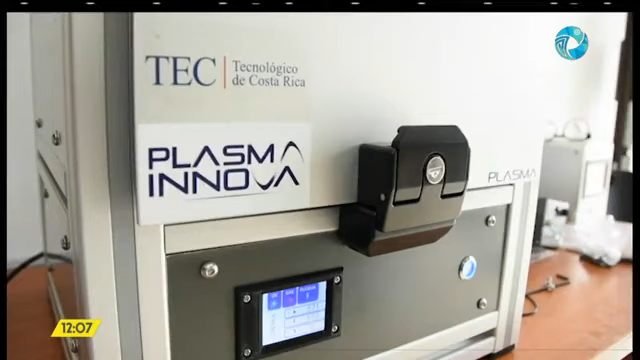 TEC Tecnológico
de Costa Rica
PLASMA
INNOVA
PLASMA
12:07